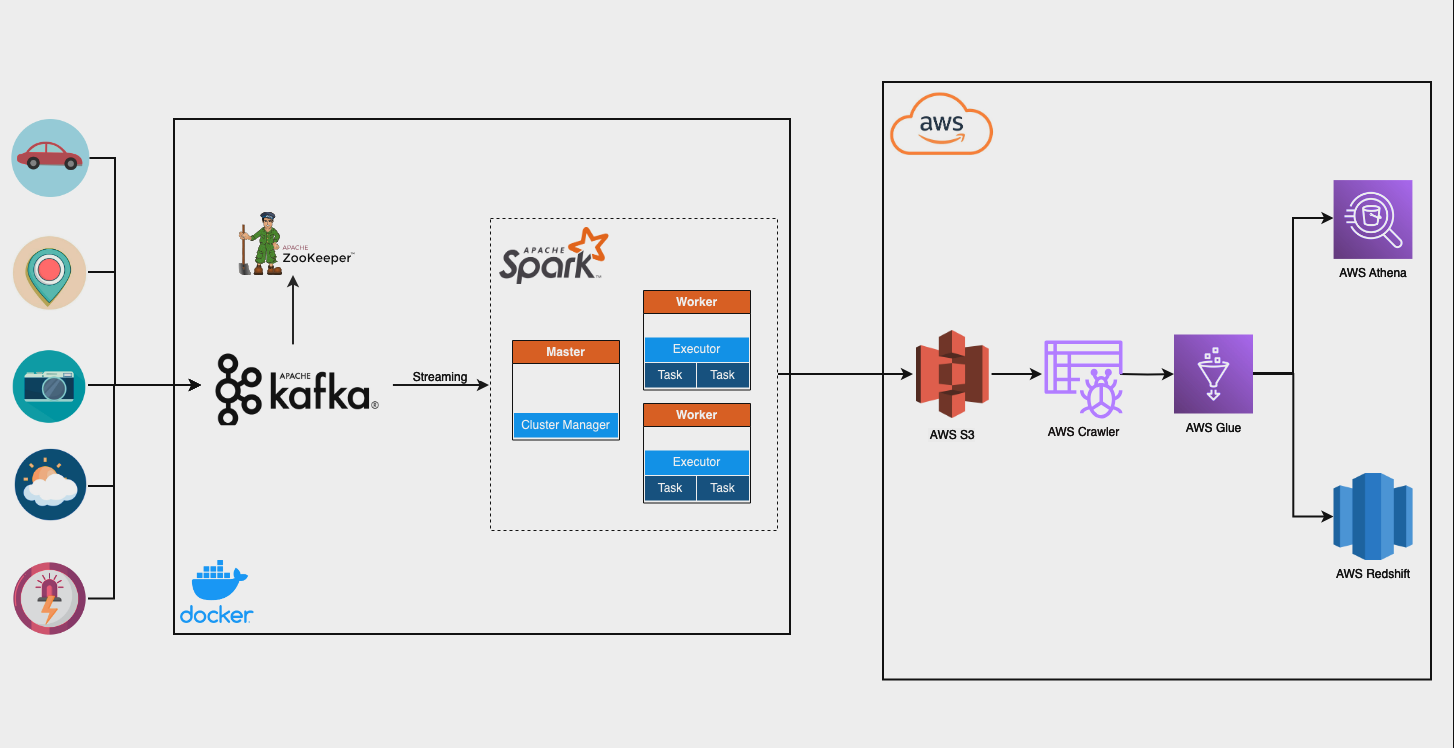 aws
APACHE
ZooKeeper™
APACHE
kafka®
Streaming
APACHE
Spark™
Master
Cluster Manager
Worker
Executor
Task Task
Worker
Executor
Task Task
docker
AWS S3
AWS Crawler
AWS Glue
AWS Athena
AWS Redshift